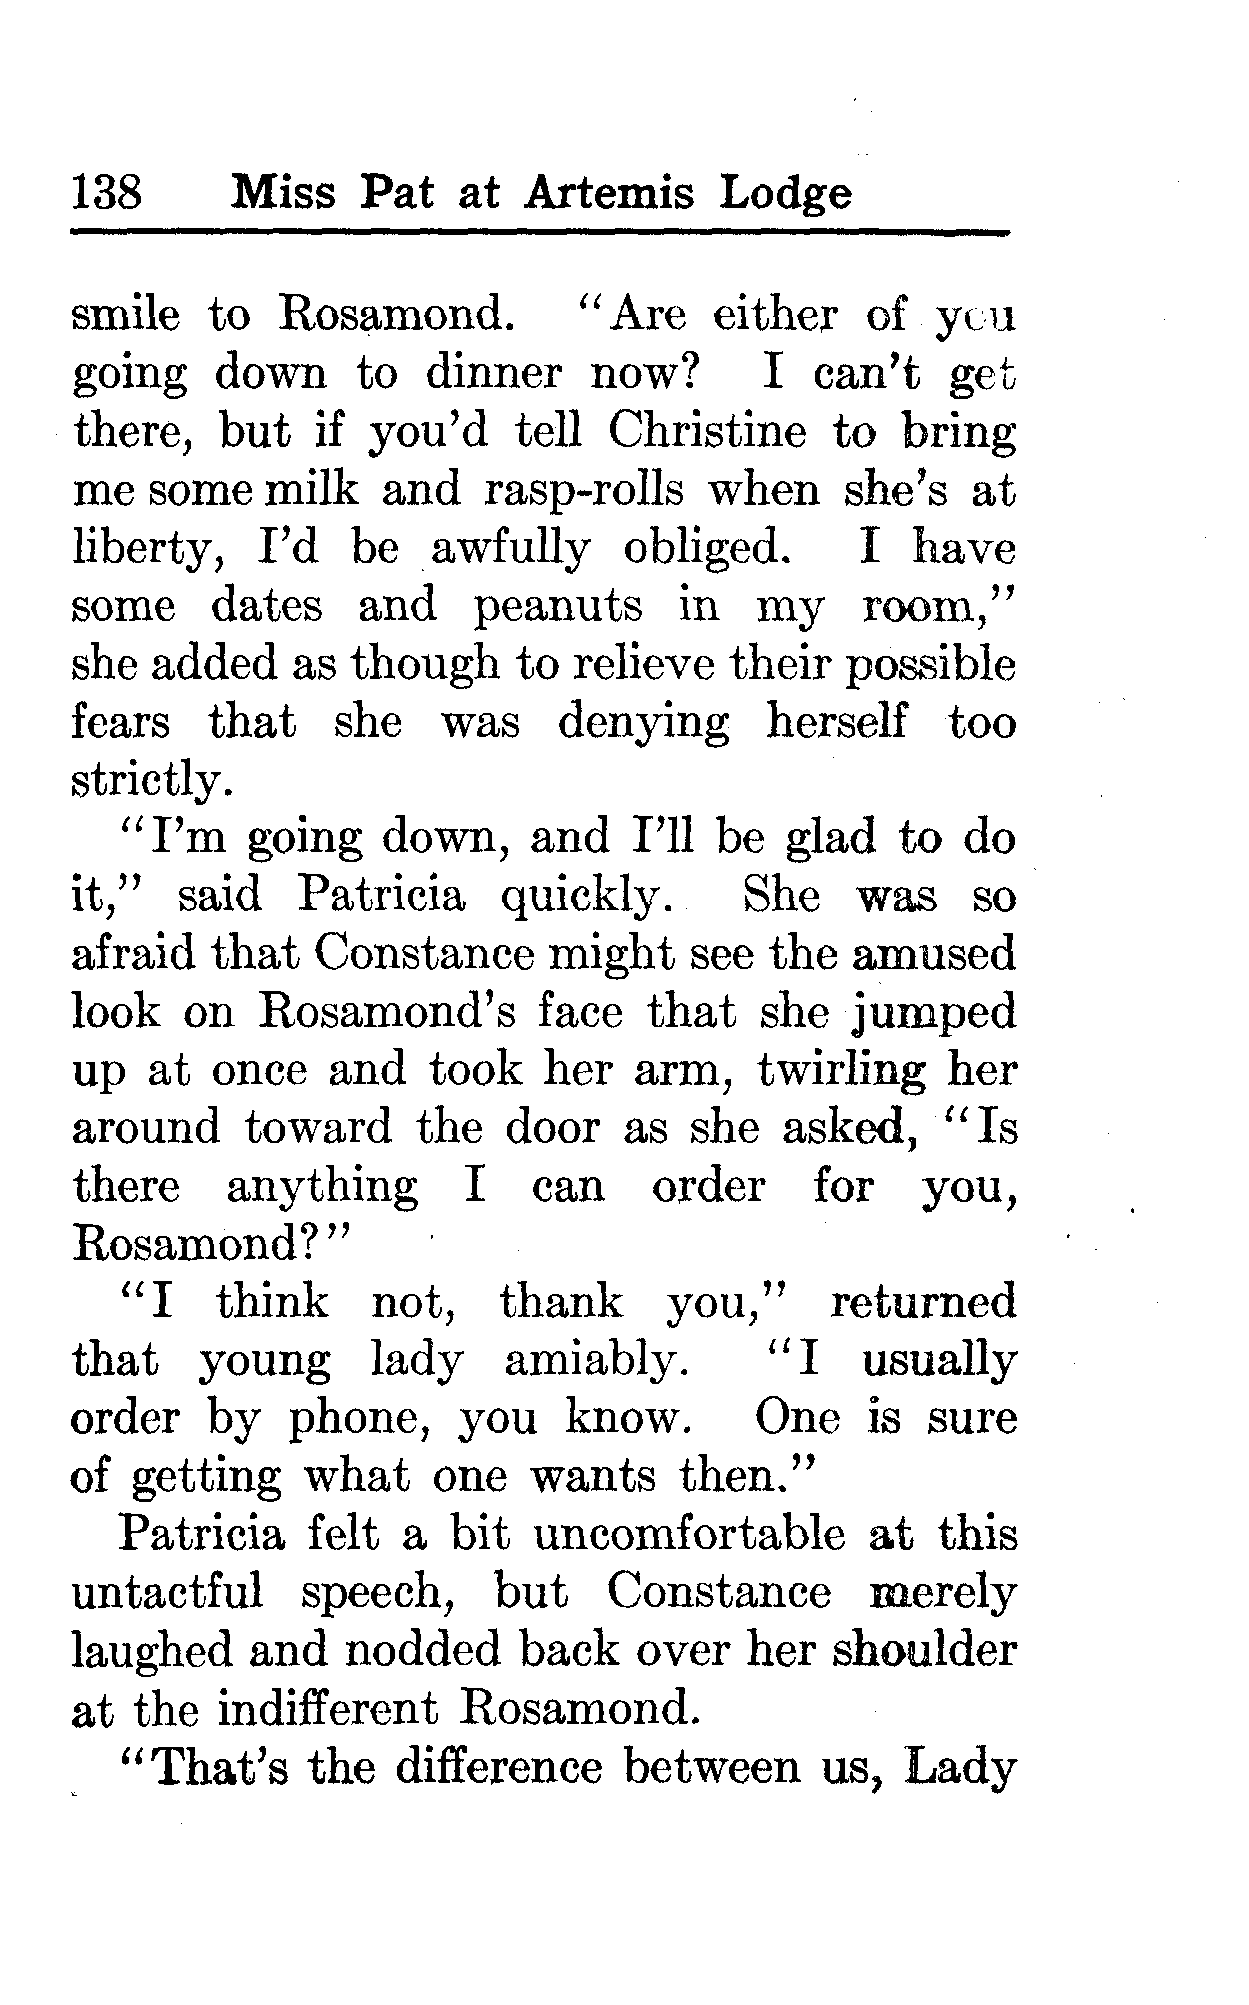 138 Miss Pat at Artemis Lodge
smile to Rosamond. "Are either of you
going down to dinner now? I can't get
there, but if you'd tell Christine to bring
me some milk and rasp-rolls when she's at
liberty, I'd be awfully obliged. I have
some dates and peanuts in my room,"
she added as though to relieve their possible
fears that she was denying herself too
strictly.
"I'm going down, and I'll be glad to do
it," said Patricia quickly. She was so
afraid that Constance might see the amused
look on Rosamond's face that she jumped
up at once and took her arm, twirling her
around toward the door as she asked, "Is
there anything I can order for you,
Rosamond?"
"I think not, thank you," returned
that young lady amiably. "I usually
order by phone, you know. One is sure
of getting what one wants then."
Patricia felt a bit uncomfortable at this
untactful speech, but Constance merely
laughed and nodded back over her shoulder
at the indifferent Rosamond.
"That's the difference between us, Lady